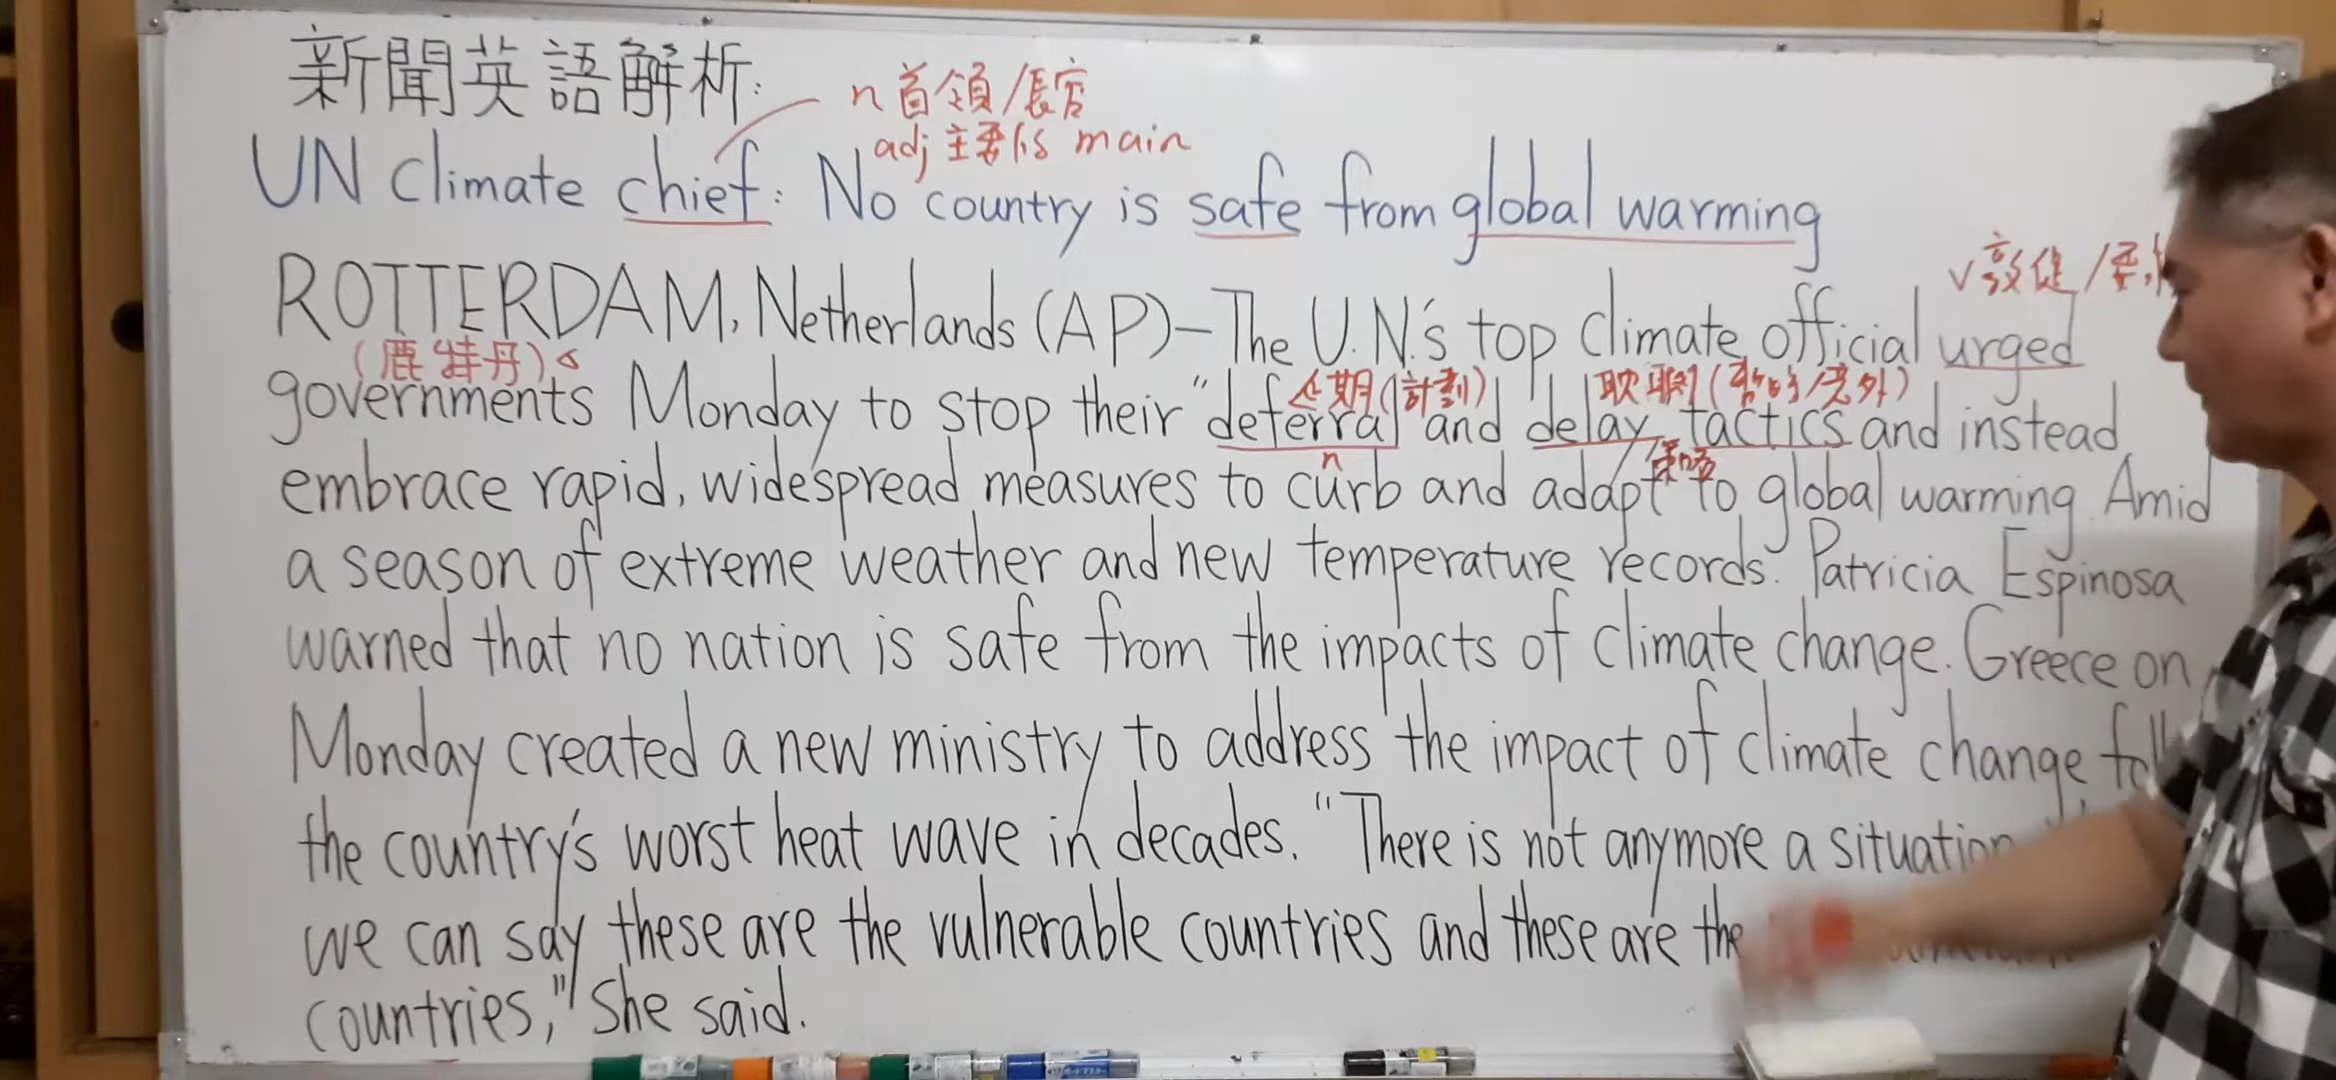 新聞英語解析:
n 首領/長官
adj 主要的 main
UN climate chief: No country is safe from global warming
v 敦促/
ROTTERDAM, Netherlands (AP)—The U.N.'s top climate official urged
(鹿特丹)
governments Monday to stop their "deferral and delay tactics and instead
延期(計劃) 耽擱(意外)
n 策略
embrace rapid, widespread measures to curb and adapt to global warming. Amid
a season of extreme weather and new temperature records. Patricia Espinosa
warned that no nation is safe from the impacts of climate change. Greece on
Monday created a new ministry to address the impact of climate change
the country's worst heat wave in decades. "There is not anymore a situation
we can say these are the vulnerable countries and these are the
countries," She said.